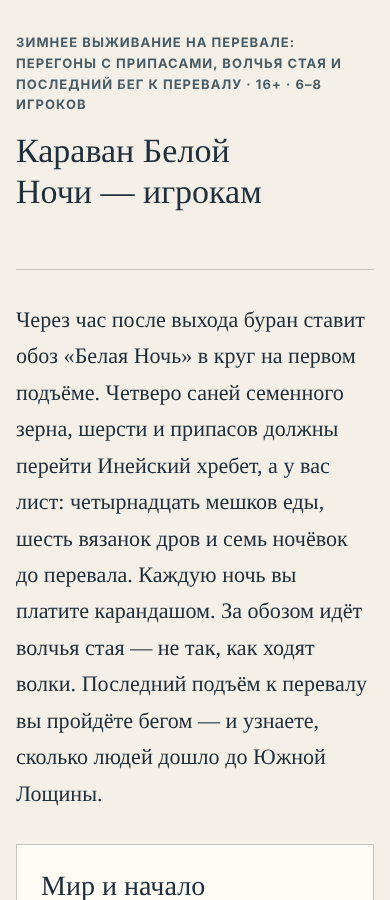 ЗИМНЕЕ ВЫЖИВАНИЕ НА ПЕРЕВАЛЕ:
ПЕРЕГОНЫ С ПРИПАСАМИ, ВОЛЧЬЯ СТАЯ И
ПОСЛЕДНИЙ БЕГ К ПЕРЕВАЛУ · 16+ · 6–8
ИГРОКОВ
Караван Белой
Ночи — игрокам
Через час после выхода буран ставит
обоз «Белая Ночь» в круг на первом
подъёме. Четверо саней семенного
зерна, шерсти и припасов должны
перейти Инейский хребет, а у вас
лист: четырнадцать мешков еды,
шесть вязанок дров и семь ночёвок
до перевала. Каждую ночь вы
платите карандашом. За обозом идёт
волчья стая — не так, как ходят
волки. Последний подъём к перевалу
вы пройдёте бегом — и узнаете,
сколько людей дошло до Южной
Лощины.
Мир и начало